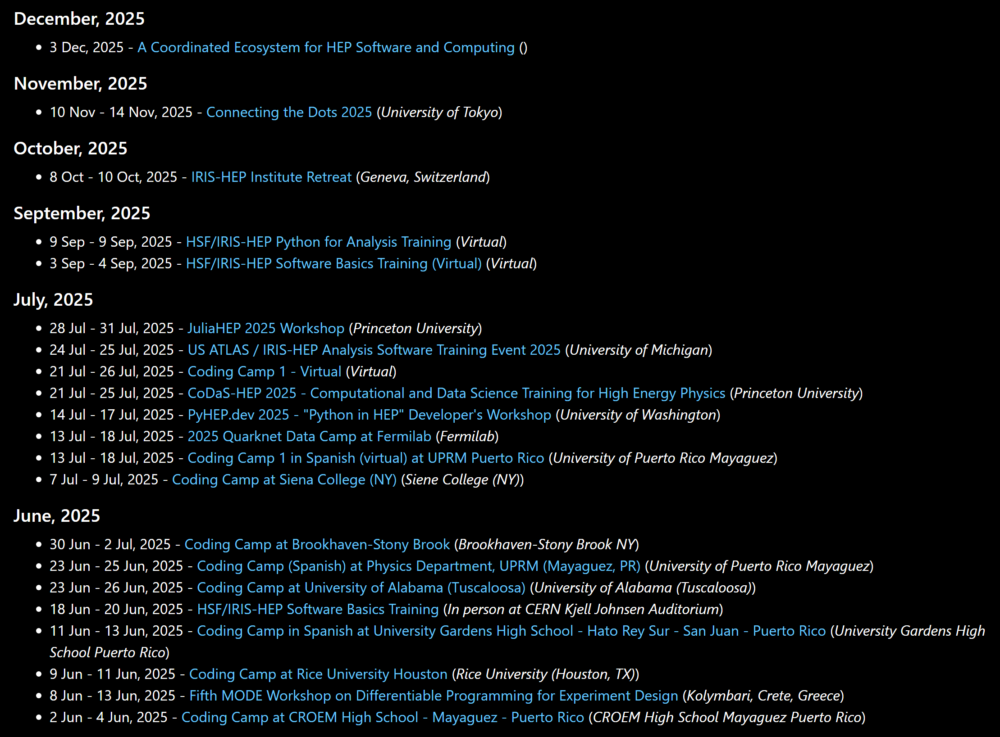 December, 2025
• 3 Dec, 2025 - A Coordinated Ecosystem for HEP Software and Computing ()
November, 2025
• 10 Nov - 14 Nov, 2025 - Connecting the Dots 2025 (University of Tokyo)
October, 2025
• 8 Oct - 10 Oct, 2025 - IRIS-HEP Institute Retreat (Geneva, Switzerland)
September, 2025
• 9 Sep - 9 Sep, 2025 - HSF/IRIS-HEP Python for Analysis Training (Virtual)
• 3 Sep - 4 Sep, 2025 - HSF/IRIS-HEP Software Basics Training (Virtual) (Virtual)
July, 2025
• 28 Jul - 31 Jul, 2025 - JuliaHEP 2025 Workshop (Princeton University)
• 24 Jul - 25 Jul, 2025 - US ATLAS / IRIS-HEP Analysis Software Training Event 2025 (University of Michigan)
• 21 Jul - 26 Jul, 2025 - Coding Camp 1 - Virtual (Virtual)
• 21 Jul - 25 Jul, 2025 - CoDaS-HEP 2025 - Computational and Data Science Training for High Energy Physics (Princeton University)
• 14 Jul - 17 Jul, 2025 - PyHEP.dev 2025 - "Python in HEP" Developer's Workshop (University of Washington)
• 13 Jul - 18 Jul, 2025 - 2025 Quarknet Data Camp at Fermilab (Fermilab)
• 13 Jul - 18 Jul, 2025 - Coding Camp 1 in Spanish (virtual) at UPRM Puerto Rico (University of Puerto Rico Mayaguez)
• 7 Jul - 9 Jul, 2025 - Coding Camp at Siena College (NY) (Siene College (NY))
June, 2025
• 30 Jun - 2 Jul, 2025 - Coding Camp at Brookhaven-Stony Brook (Brookhaven-Stony Brook NY)
• 23 Jun - 25 Jun, 2025 - Coding Camp (Spanish) at Physics Department, UPRM (Mayaguez, PR) (University of Puerto Rico Mayaguez)
• 23 Jun - 26 Jun, 2025 - Coding Camp at University of Alabama (Tuscaloosa) (University of Alabama (Tuscaloosa))
• 18 Jun - 20 Jun, 2025 - HSF/IRIS-HEP Software Basics Training (In person at CERN Kjell Johnsen Auditorium)
• 11 Jun - 13 Jun, 2025 - Coding Camp in Spanish at University Gardens High School - Hato Rey Sur - San Juan - Puerto Rico (University Gardens High
School Puerto Rico)
• 9 Jun - 11 Jun, 2025 - Coding Camp at Rice University Houston (Rice University (Houston, TX))
• 8 Jun - 13 Jun, 2025 - Fifth MODE Workshop on Differentiable Programming for Experiment Design (Kolymbari, Crete, Greece)
• 2 Jun - 4 Jun, 2025 - Coding Camp at CROEM High School - Mayaguez - Puerto Rico (CROEM High School Mayaguez Puerto Rico)